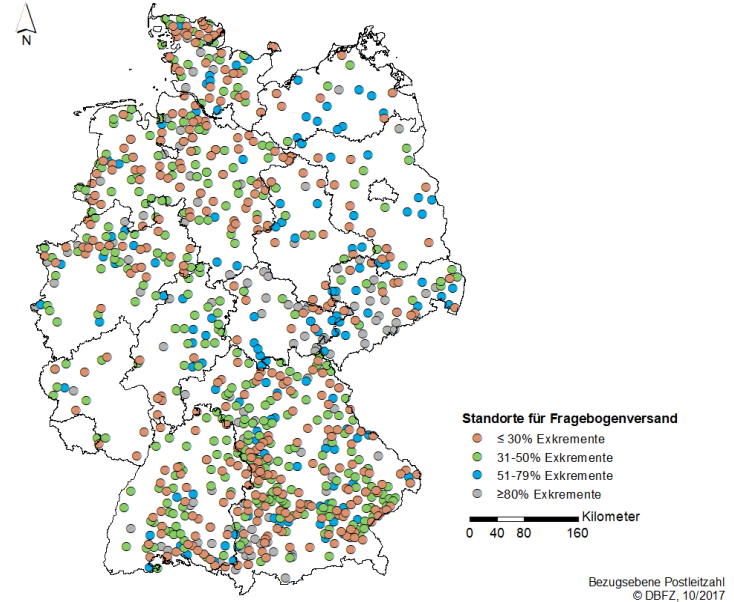 N
Standorte für Fragebogenversand
≤ 30% Exkremente
31-50% Exkremente
51-79% Exkremente
≥80% Exkremente
Kilometer
0 40 80 160
Bezugsebene Postleitzahl
© DBFZ, 10/2017